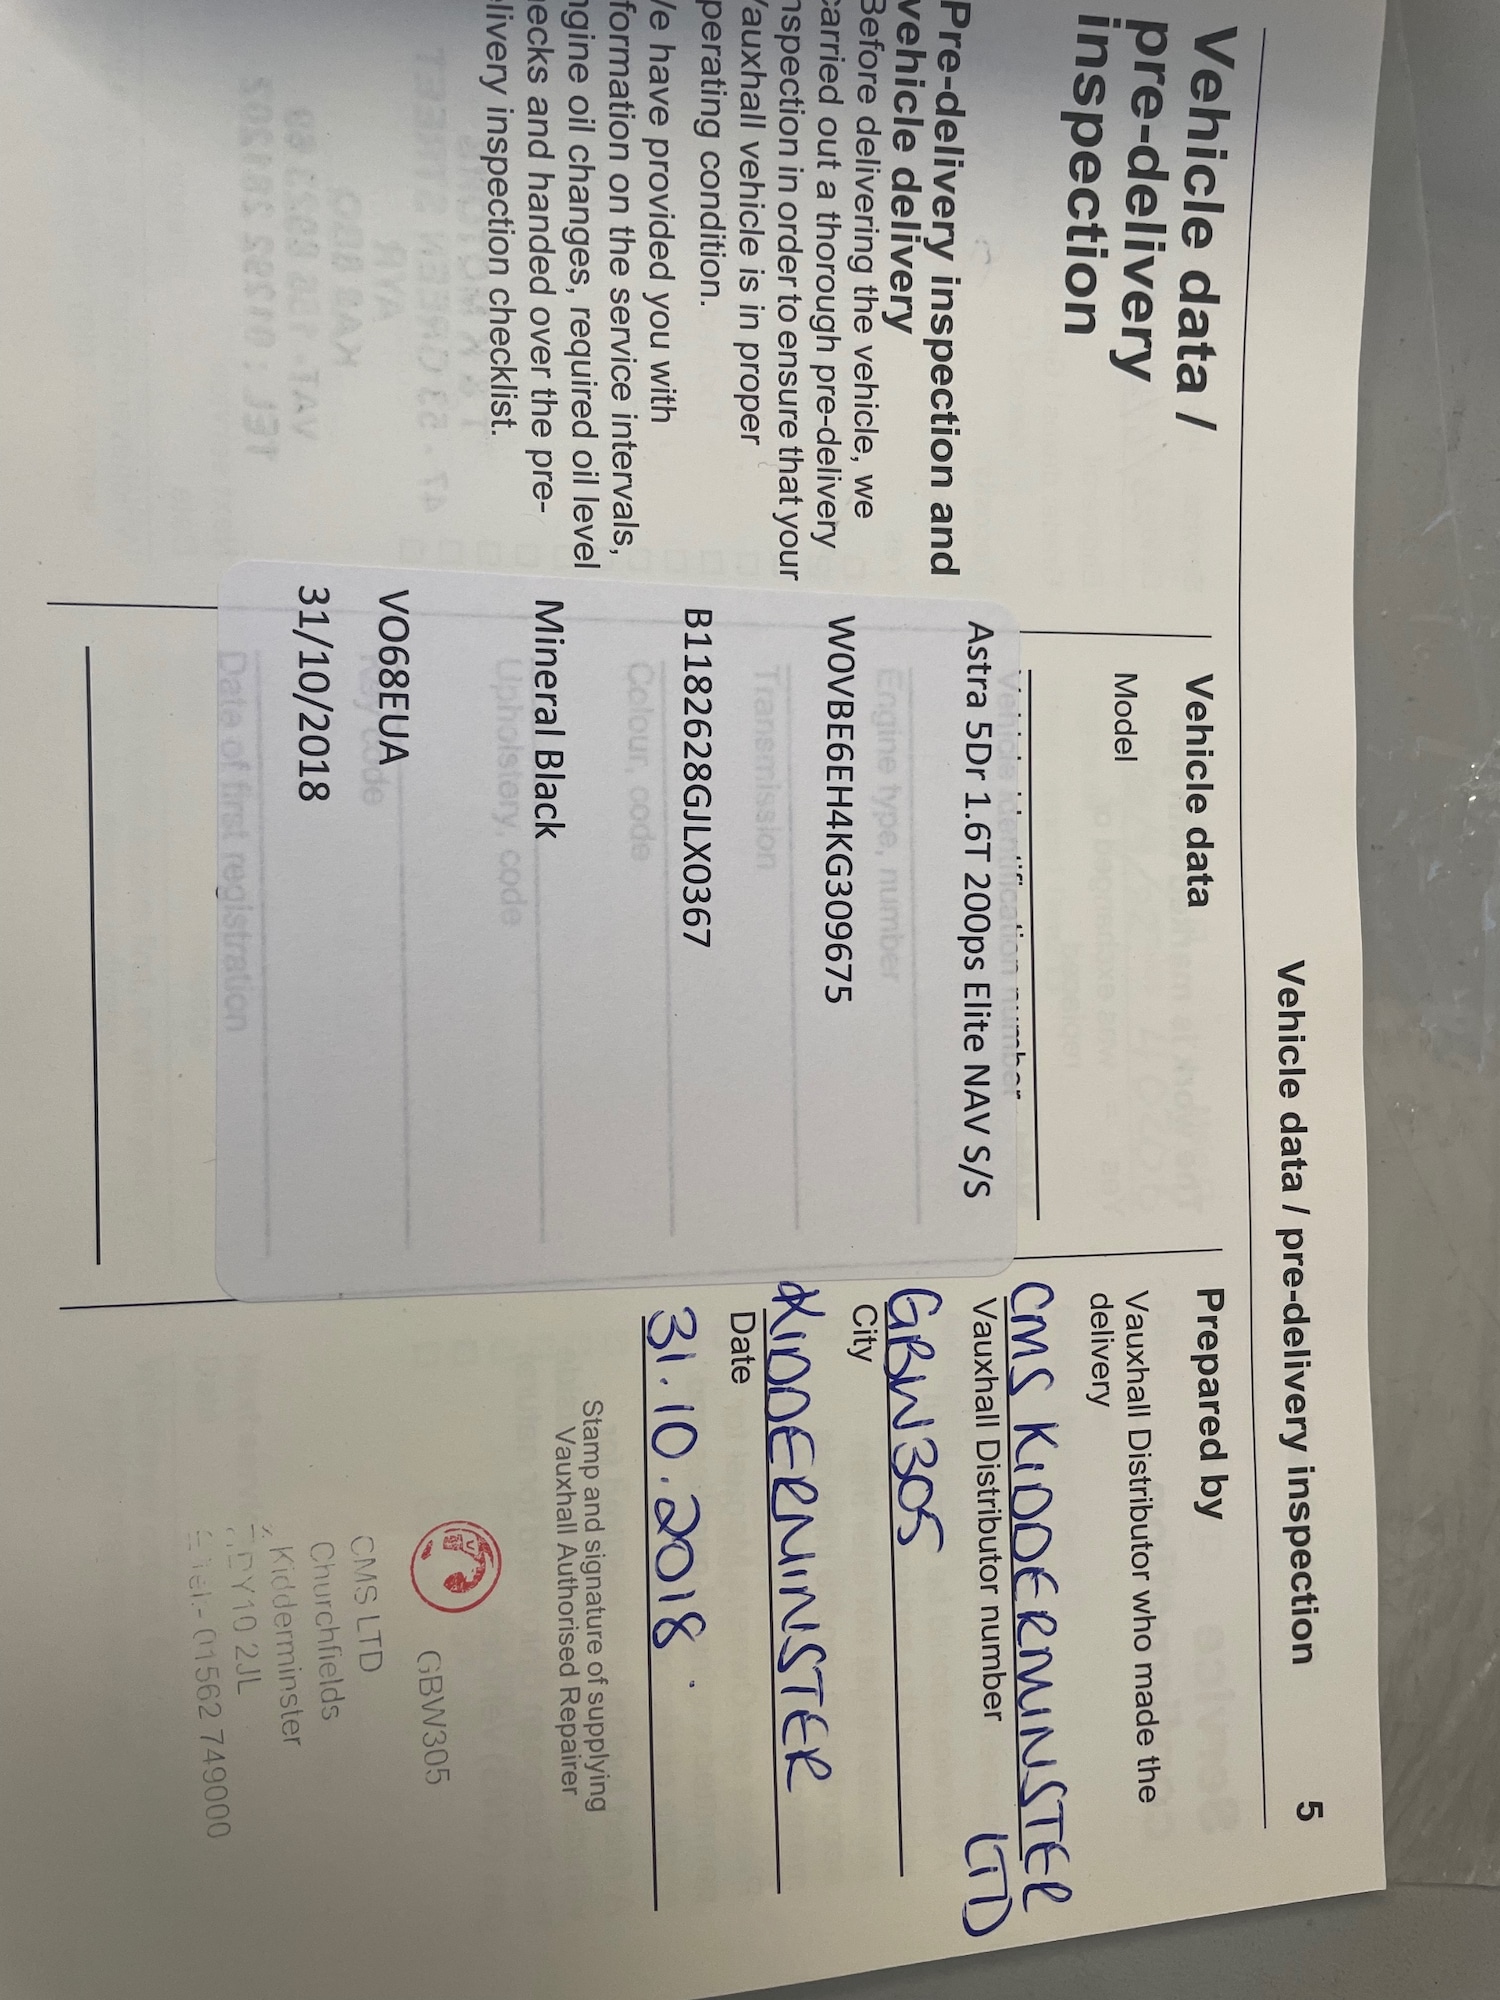 Vehicle data / pre-delivery inspection 5
Vehicle data /
pre-delivery
inspection
Pre-delivery inspection and
vehicle delivery
Before delivering the vehicle, we
carried out a thorough pre-delivery
inspection in order to ensure that your
Vauxhall vehicle is in proper
operating condition.
We have provided you with
information on the service intervals,
engine oil changes, required oil level
checks and handed over the pre-
delivery inspection checklist.
Vehicle data
Model
Vehicle identification number
Astra 5Dr 1.6T 200ps Elite NAV S/S
Engine type, number
W0VBE6EH4KG309675
Transmission
B1182628GJLX0367
Colour, code
Mineral Black
Upholstery, code
VO68EUA
Key code
31/10/2018
Date of first registration
Prepared by
Vauxhall Distributor who made the
delivery
CMS KIDDERMINSTER
LTD
Vauxhall Distributor number
GBW305
City
KIDDERMINSTER
Date
31.10.2018.
Stamp and signature of supplying
Vauxhall Authorised Repairer
GBW305
CMS LTD
Churchfields
Kidderminster
DY10 2JL
Tel:- 01562 749000